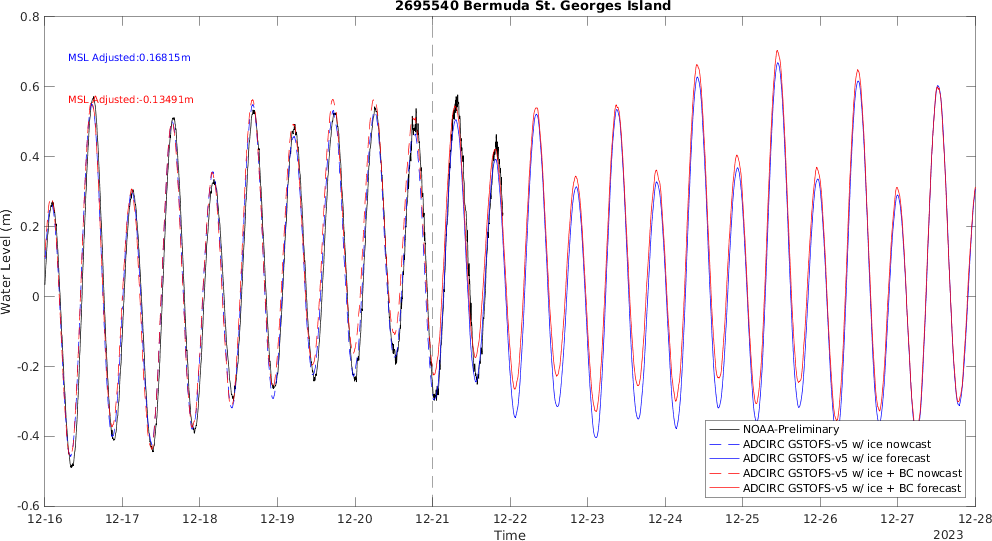 2695540 Bermuda St. Georges Island
MSL Adjusted:0.16815m
MSL Adjusted:-0.13491m
Water Level (m)
0.8
0.6
0.4
0.2
0
-0.2
-0.4
-0.6
NOAA-Preliminary
ADCIRC GSTOFS-v5 w/ ice nowcast
ADCIRC GSTOFS-v5 w/ ice forecast
ADCIRC GSTOFS-v5 w/ ice + BC nowcast
ADCIRC GSTOFS-v5 w/ ice + BC forecast
12-16 12-17 12-18 12-19 12-20 12-21 12-22 12-23 12-24 12-25 12-26 12-27 12-28
Time
2023